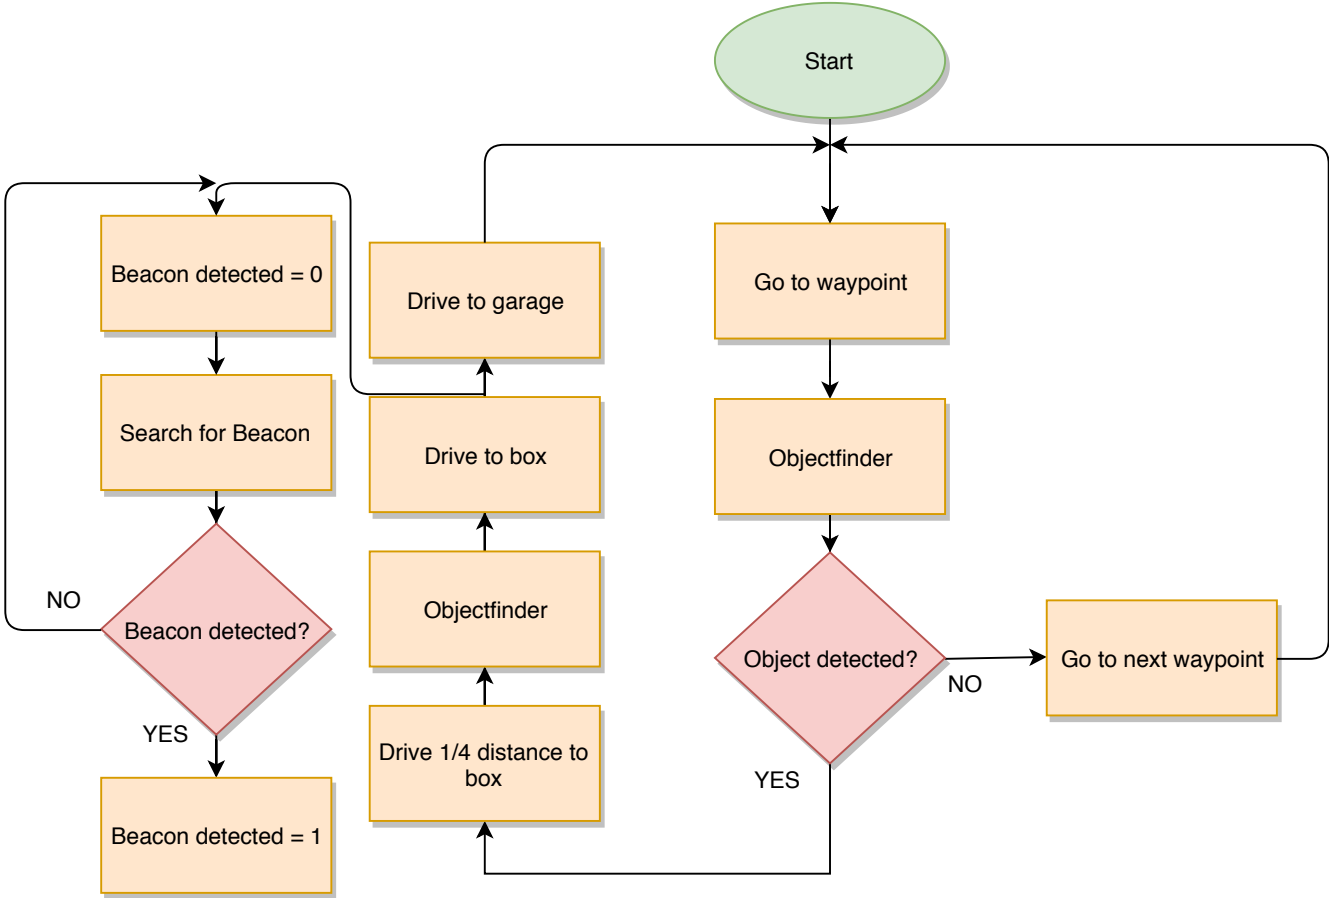 Start
Go to waypoint
Objectfinder
Object detected?
NO
Go to next waypoint
YES
Drive 1/4 distance to
box
Objectfinder
Drive to box
Drive to garage
Beacon detected = 0
Search for Beacon
Beacon detected?
NO
YES
Beacon detected = 1